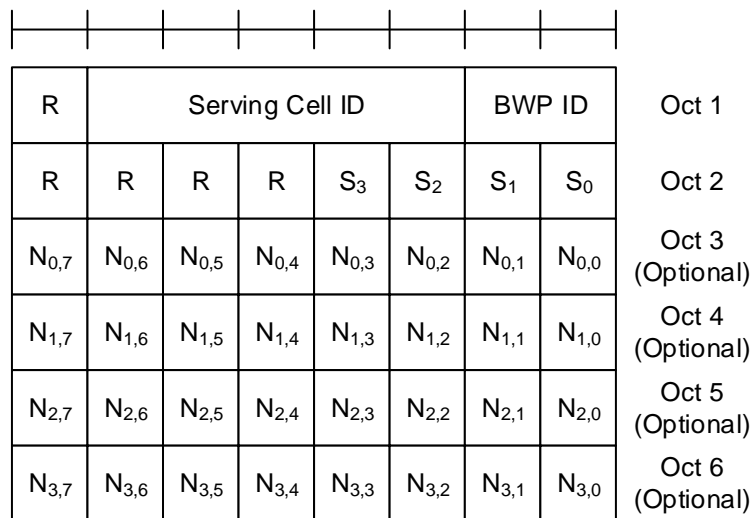 R Serving Cell ID BWP ID Oct 1
R R R R S3 S2 S1 S0 Oct 2
N0,7 N0,6 N0,5 N0,4 N0,3 N0,2 N0,1 N0,0 Oct 3 (Optional)
N1,7 N1,6 N1,5 N1,4 N1,3 N1,2 N1,1 N1,0 Oct 4 (Optional)
N2,7 N2,6 N2,5 N2,4 N2,3 N2,2 N2,1 N2,0 Oct 5 (Optional)
N3,7 N3,6 N3,5 N3,4 N3,3 N3,2 N3,1 N3,0 Oct 6 (Optional)